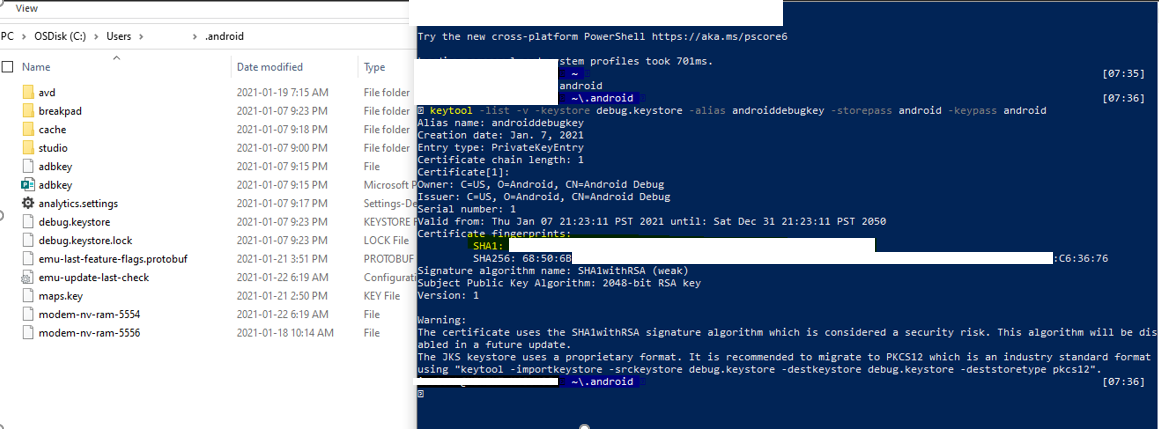 View
PC > OSDisk (C:) > Users > > .android
Name Date modified Type
avd 2021-01-19 7:15 AM File folder
breakpad 2021-01-07 9:23 PM File folder
cache 2021-01-07 9:18 PM File folder
studio 2021-01-07 9:00 PM File folder
adbkey 2021-01-07 9:15 PM File
adbkey 2021-01-07 9:15 PM Microsoft P
analytics.settings 2021-01-07 9:17 PM Settings-De
debug.keystore 2021-01-07 9:23 PM KEYSTORE F
debug.keystore.lock 2021-01-07 9:23 PM LOCK File
emu-last-feature-flags.protobuf 2021-01-21 3:51 PM PROTOBUF
emu-update-last-check 2021-01-22 6:19 AM Configurati
maps.key 2021-01-21 2:50 PM KEY File
modem-nv-ram-5554 2021-01-22 6:19 AM File
modem-nv-ram-5556 2021-01-18 10:14 AM File
Try the new cross-platform PowerShell https://aka.ms/pscore6
stem profiles took 701ms.
~ [07:35]
android
~\.android [07:36]
keytool -list -v -keystore debug.keystore -alias androiddebugkey -storepass android -keypass android
Alias name: androiddebugkey
Creation date: Jan. 7, 2021
Entry type: PrivateKeyEntry
Certificate chain length: 1
Certificate[1]:
Owner: C=US, O=Android, CN=Android Debug
Issuer: C=US, O=Android, CN=Android Debug
Serial number: 1
Valid from: Thu Jan 07 21:23:11 PST 2021 until: Sat Dec 31 21:23:11 PST 2050
Certificate fingerprints:
SHA1:
SHA256: 68:50:6B :C6:36:76
Signature algorithm name: SHA1withRSA (weak)
Subject Public Key Algorithm: 2048-bit RSA key
Version: 1
Warning:
The certificate uses the SHA1withRSA signature algorithm which is considered a security risk. This algorithm will be dis
abled in a future update.
The JKS keystore uses a proprietary format. It is recommended to migrate to PKCS12 which is an industry standard format
using "keytool -importkeystore -srckeystore debug.keystore -destkeystore debug.keystore -deststoretype pkcs12".
~\.android [07:36]